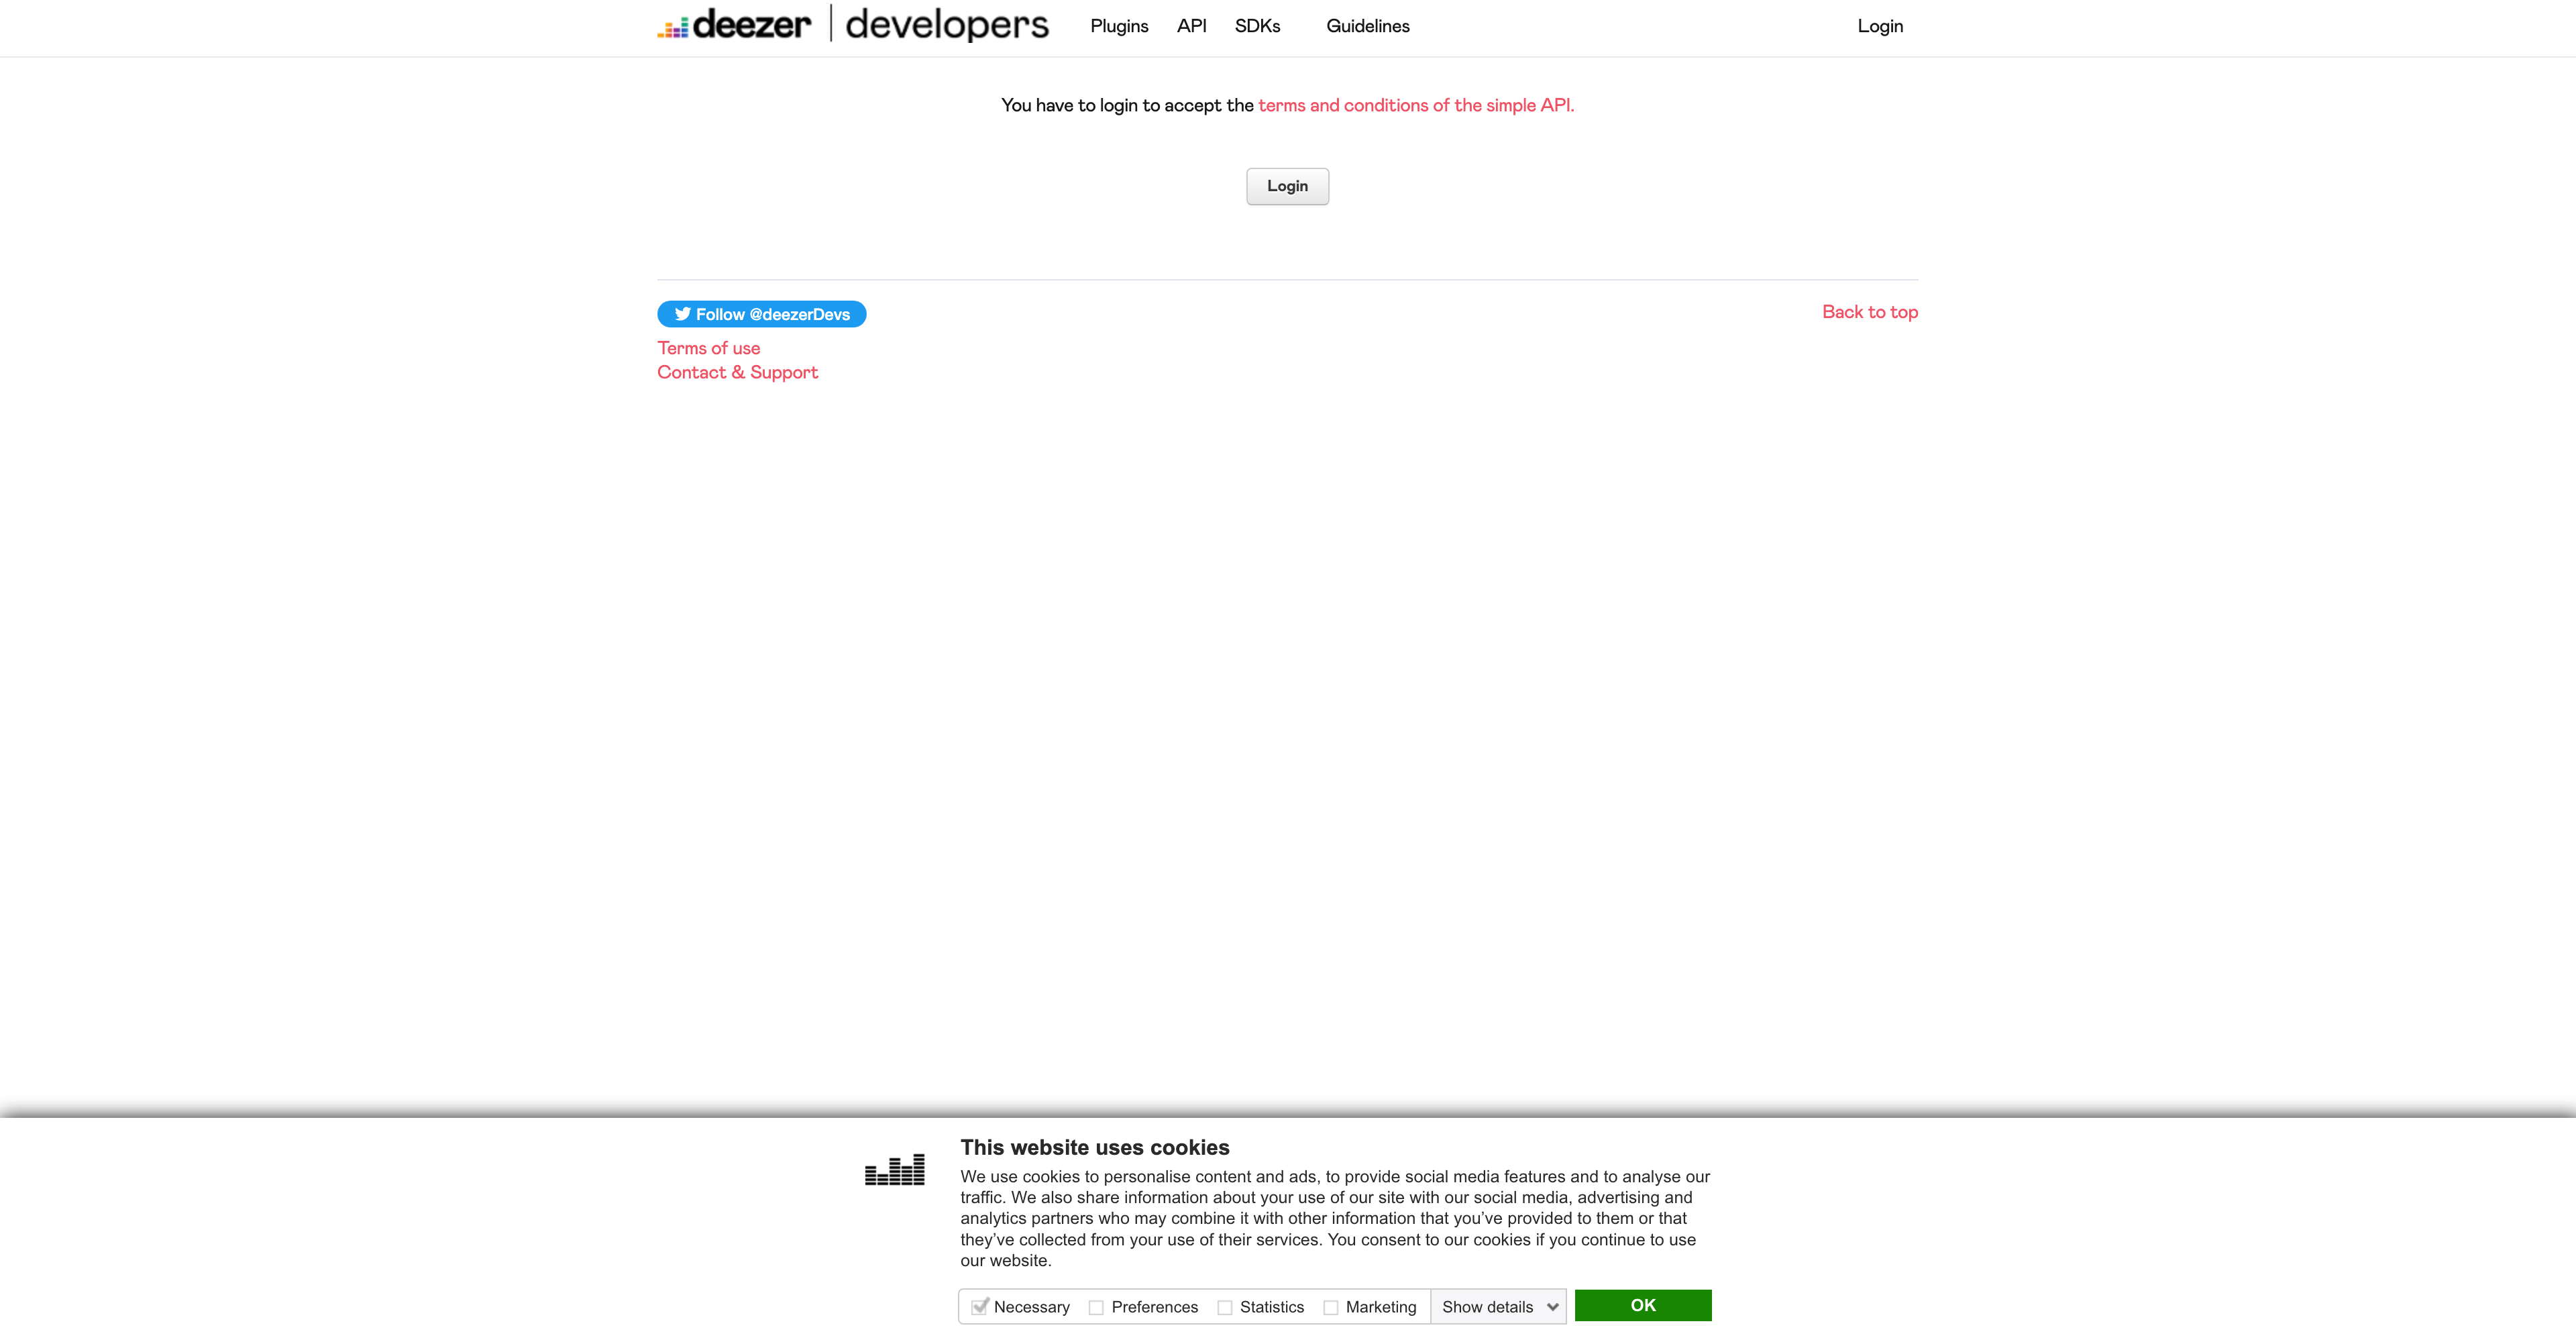 deezer | developers Plugins API SDKs Guidelines Login
You have to login to accept the terms and conditions of the simple API.
Login
Follow @deezerDevs
Back to top
Terms of use
Contact & Support
This website uses cookies
We use cookies to personalise content and ads, to provide social media features and to analyse our
traffic. We also share information about your use of our site with our social media, advertising and
analytics partners who may combine it with other information that you’ve provided to them or that
they’ve collected from your use of their services. You consent to our cookies if you continue to use
our website.
Necessary Preferences Statistics Marketing Show details OK